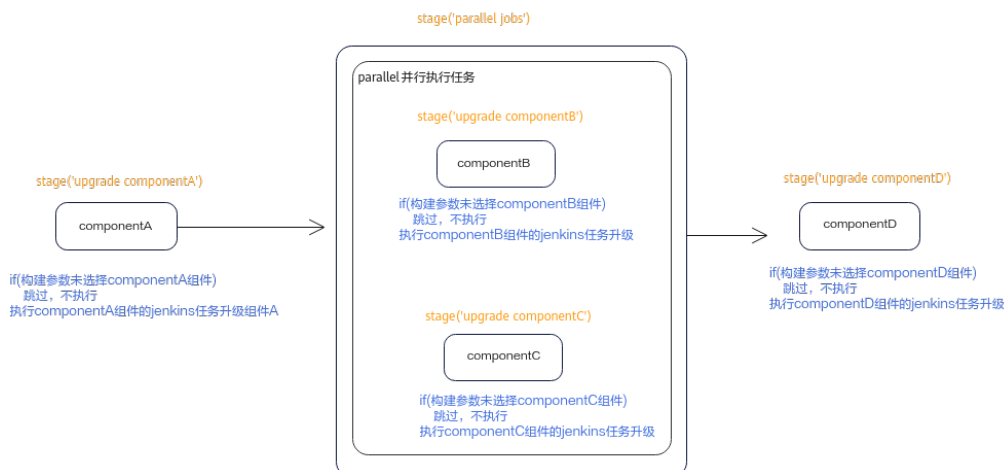 stage('parallel jobs')
parallel并行执行任务
stage('upgrade componentB')
componentB
if(构建参数未选择componentB组件)
跳过，不执行
执行componentB组件的jenkins任务升级
stage('upgrade componentA')
componentA
if(构建参数未选择componentA组件)
跳过，不执行
执行componentA组件的jenkins任务升级组件A
stage('upgrade componentC')
componentC
if(构建参数未选择componentC组件)
跳过，不执行
执行componentC组件的jenkins任务升级
stage('upgrade componentD')
componentD
if(构建参数未选择componentD组件)
跳过，不执行
执行componentD组件的jenkins任务升级